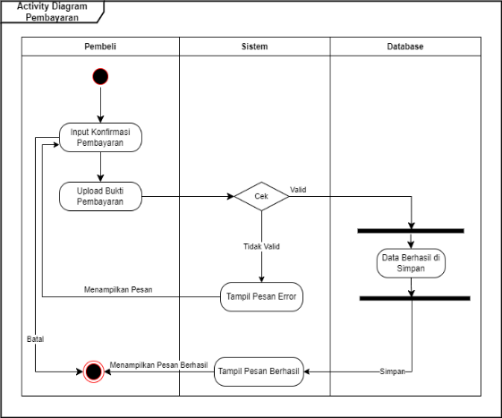 Activity Diagram
Pembayaran
Pembeli
Sistem
Database
Input Konfirmasi
Pembayaran
Upload Bukti
Pembayaran
Cek
Valid
Tidak Valid
Data Berhasil di
Simpan
Menampilkan Pesan
Tampil Pesan Error
Batal
Menampilkan Pesan Berhasil
Tampil Pesan Berhasil
Simpan